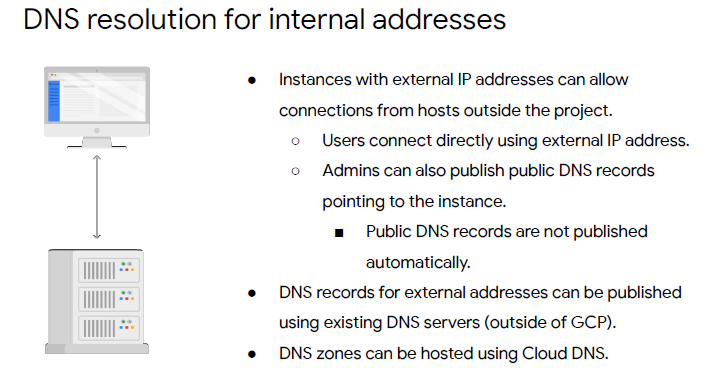 DNS resolution for internal addresses
● Instances with external IP addresses can allow
connections from hosts outside the project.
○ Users connect directly using external IP address.
○ Admins can also publish public DNS records
pointing to the instance.
■ Public DNS records are not published
automatically.
● DNS records for external addresses can be published
using existing DNS servers (outside of GCP).
● DNS zones can be hosted using Cloud DNS.